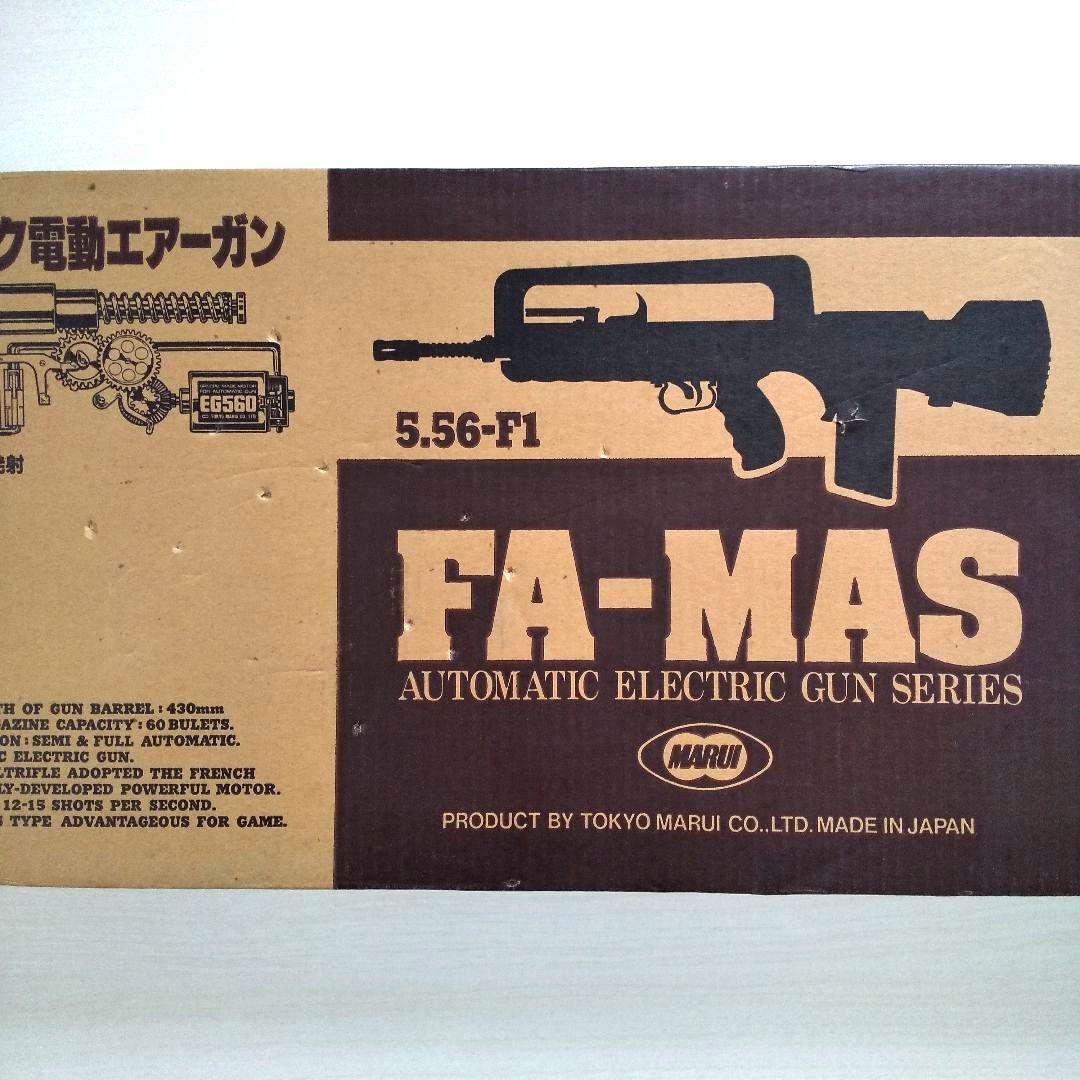 ク電動エアーガン
SPECIAL MADE MOTOR
FOR AUTOMATIC GUN
EG560
TOKYO MARUI CO., LTD
発射
5.56-F1
FA-MAS
AUTOMATIC ELECTRIC GUN SERIES
MARUI
PRODUCT BY TOKYO MARUI CO.,LTD. MADE IN JAPAN
TH OF GUN BARREL : 430mm
AZINE CAPACITY : 60 BULETS.
ON : SEMI & FULL AUTOMATIC.
C ELECTRIC GUN.
LTRIFLE ADOPTED THE FRENCH
LY-DEVELOPED POWERFUL MOTOR.
12-15 SHOTS PER SECOND.
TYPE ADVANTAGEOUS FOR GAME.